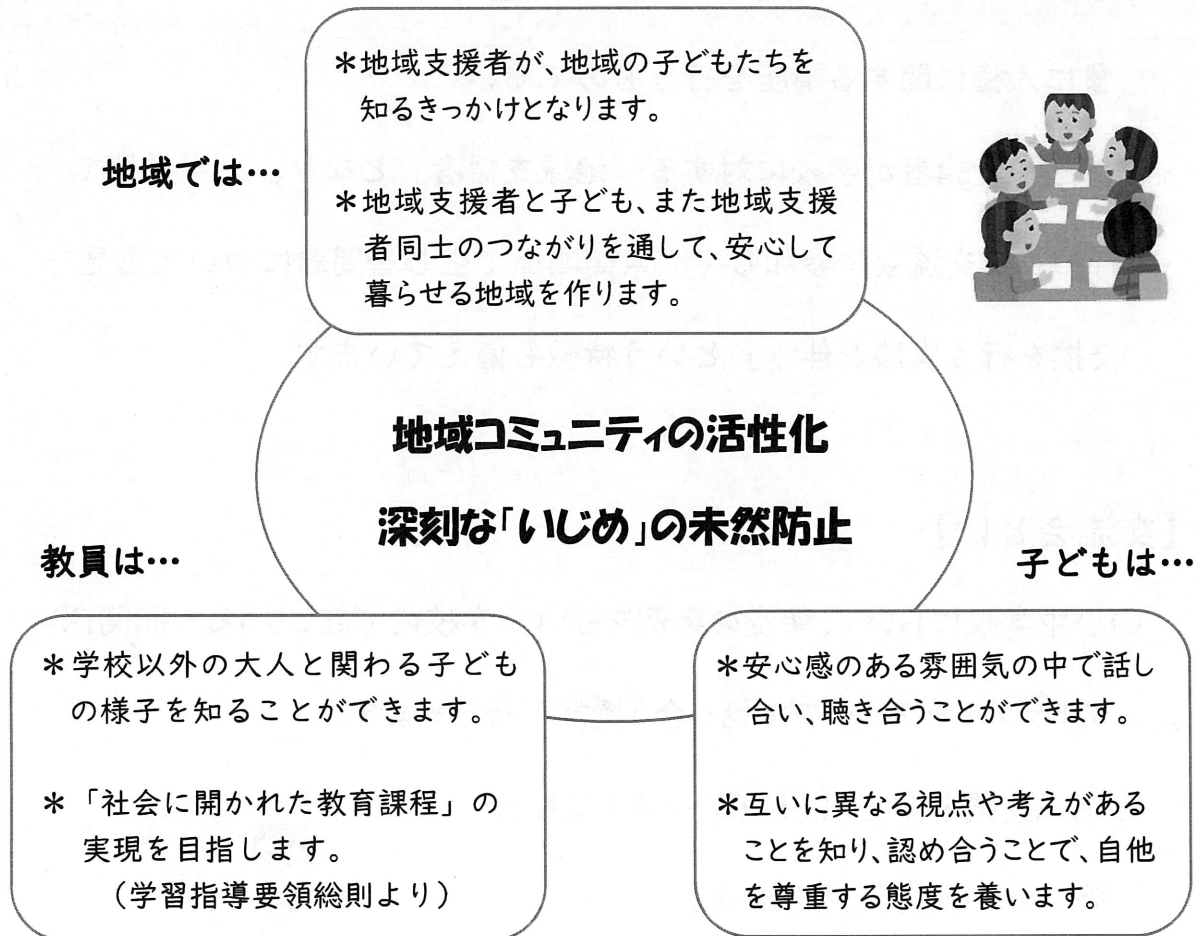 地域では…
＊地域支援者が、地域の子どもたちを
知るきっかけとなります。
＊地域支援者と子ども、また地域支援
者同士のつながりを通して、安心して
暮らせる地域を作ります。
地域コミュニティの活性化
深刻な「いじめ」の未然防止
教員は…
＊学校以外の大人と関わる子ども
の様子を知ることができます。
＊「社会に開かれた教育課程」の
実現を目指します。
（学習指導要領総則より）
子どもは…
＊安心感のある雰囲気の中で話し
合い、聴き合うことができます。
＊互いに異なる視点や考えがある
ことを知り、認め合うことで、自他
を尊重する態度を養います。